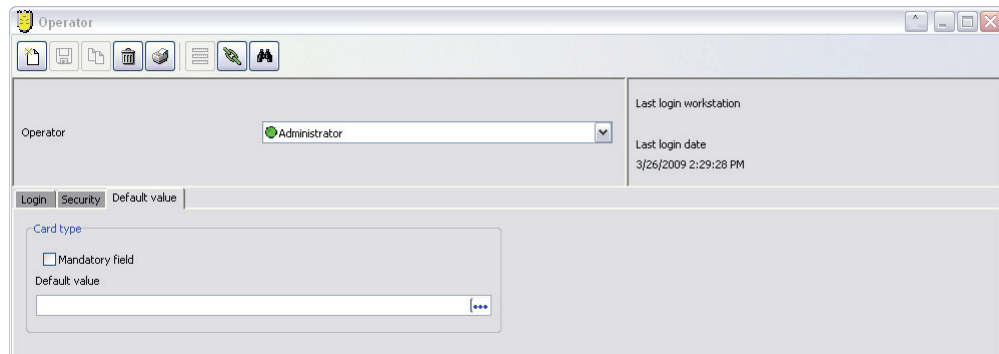 Operator
Last login workstation
Operator
Administrator
Last login date
3/26/2009 2:29:28 PM
Login Security Default value
Card type
Mandatory field
Default value